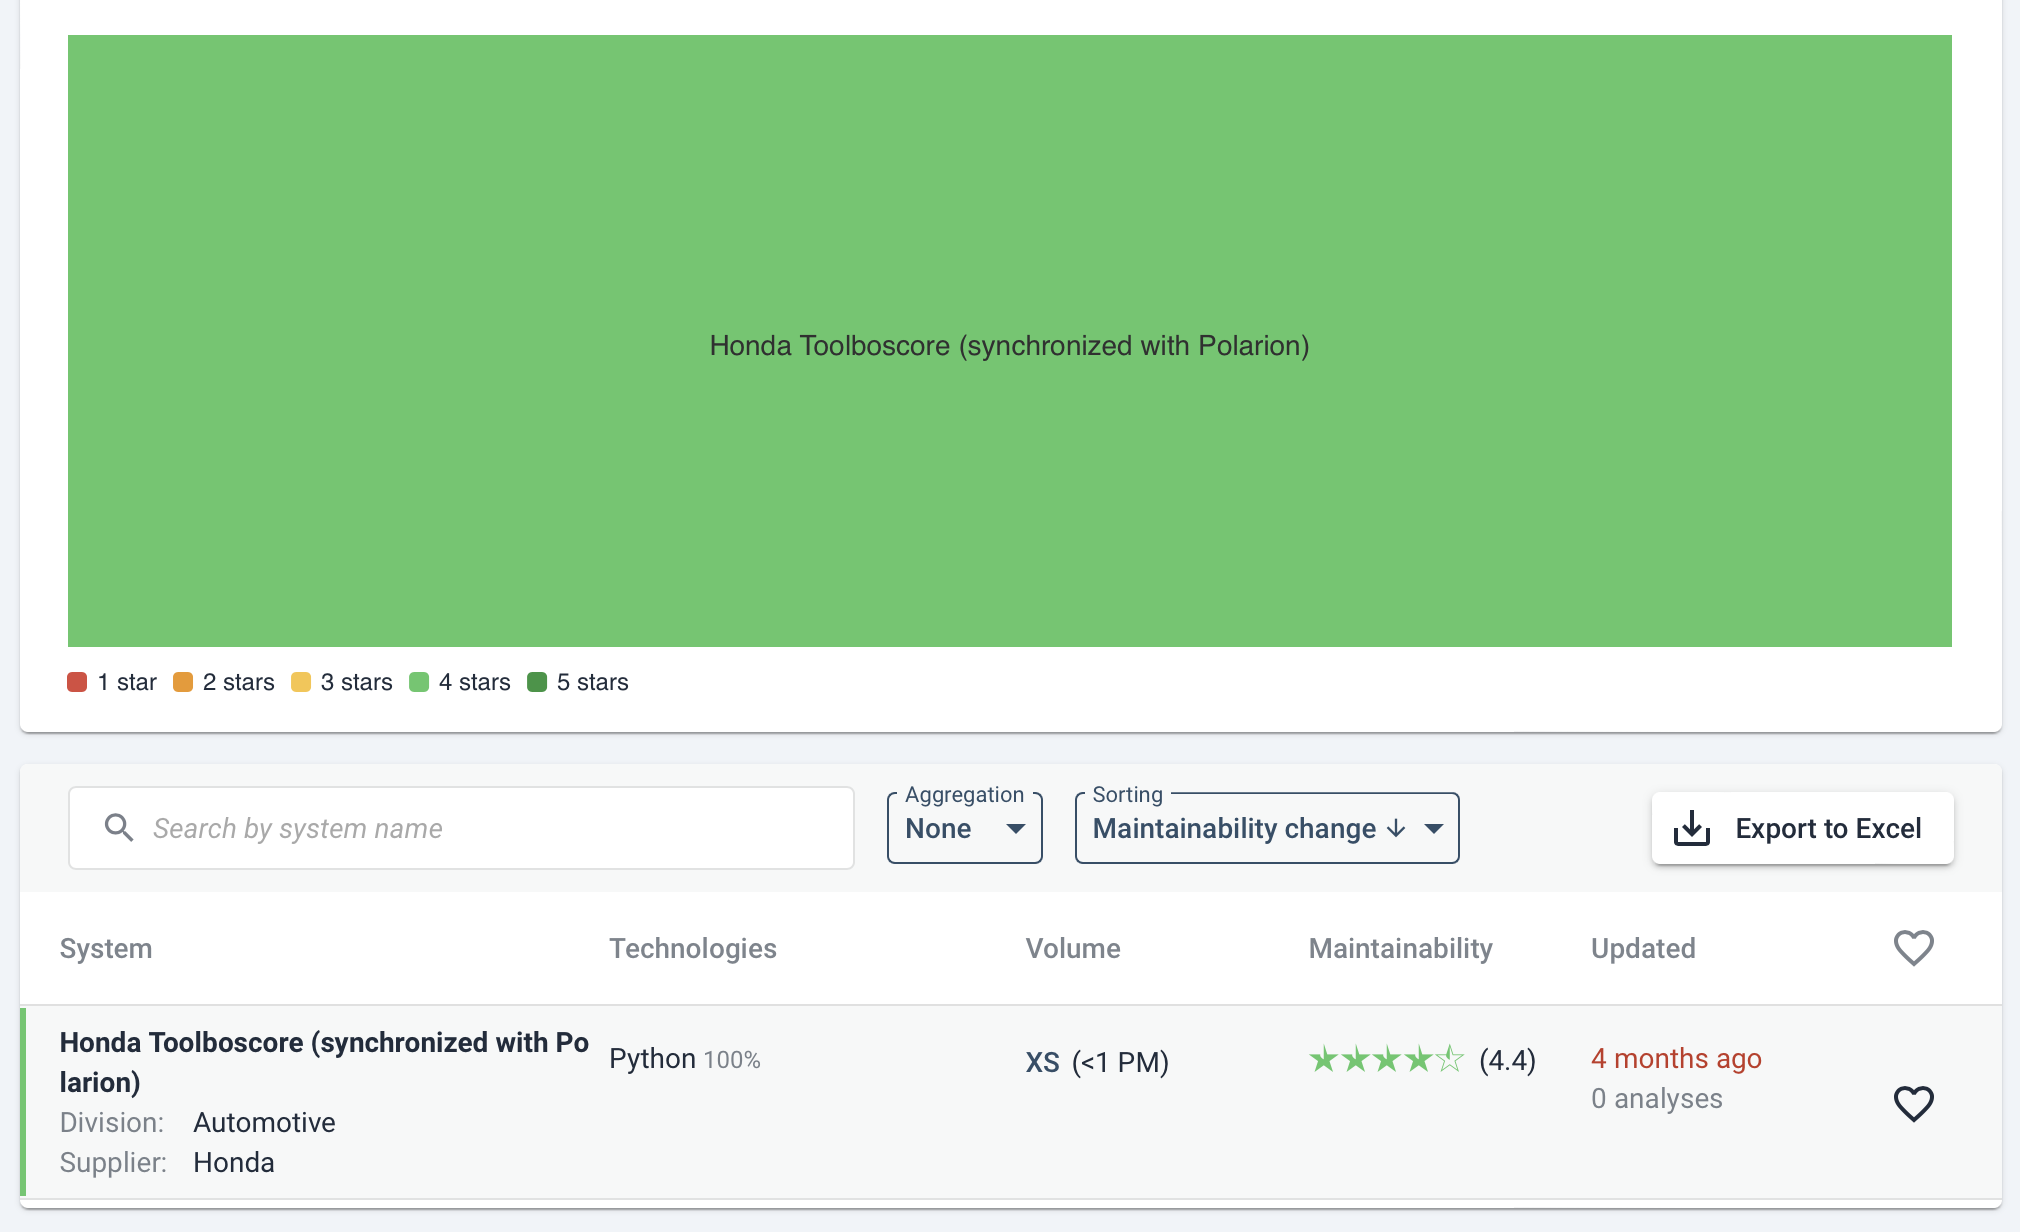 Honda Toolboscore (synchronized with Polarion)
1 star 2 stars 3 stars 4 stars 5 stars
Search by system name
Aggregation
None
Sorting
Maintainability change ↓
Export to Excel
System Technologies Volume Maintainability Updated
Honda Toolboscore (synchronized with Po
larion)
Python 100%
XS (<1 PM)
(4.4)
4 months ago
0 analyses
Division: Automotive
Supplier: Honda